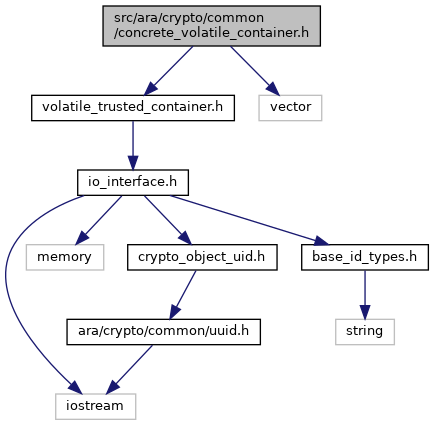 src/ara/crypto/common
/concrete_volatile_container.h
volatile_trusted_container.h
vector
io_interface.h
memory
crypto_object_uid.h
base_id_types.h
ara/crypto/common/uuid.h
string
iostream